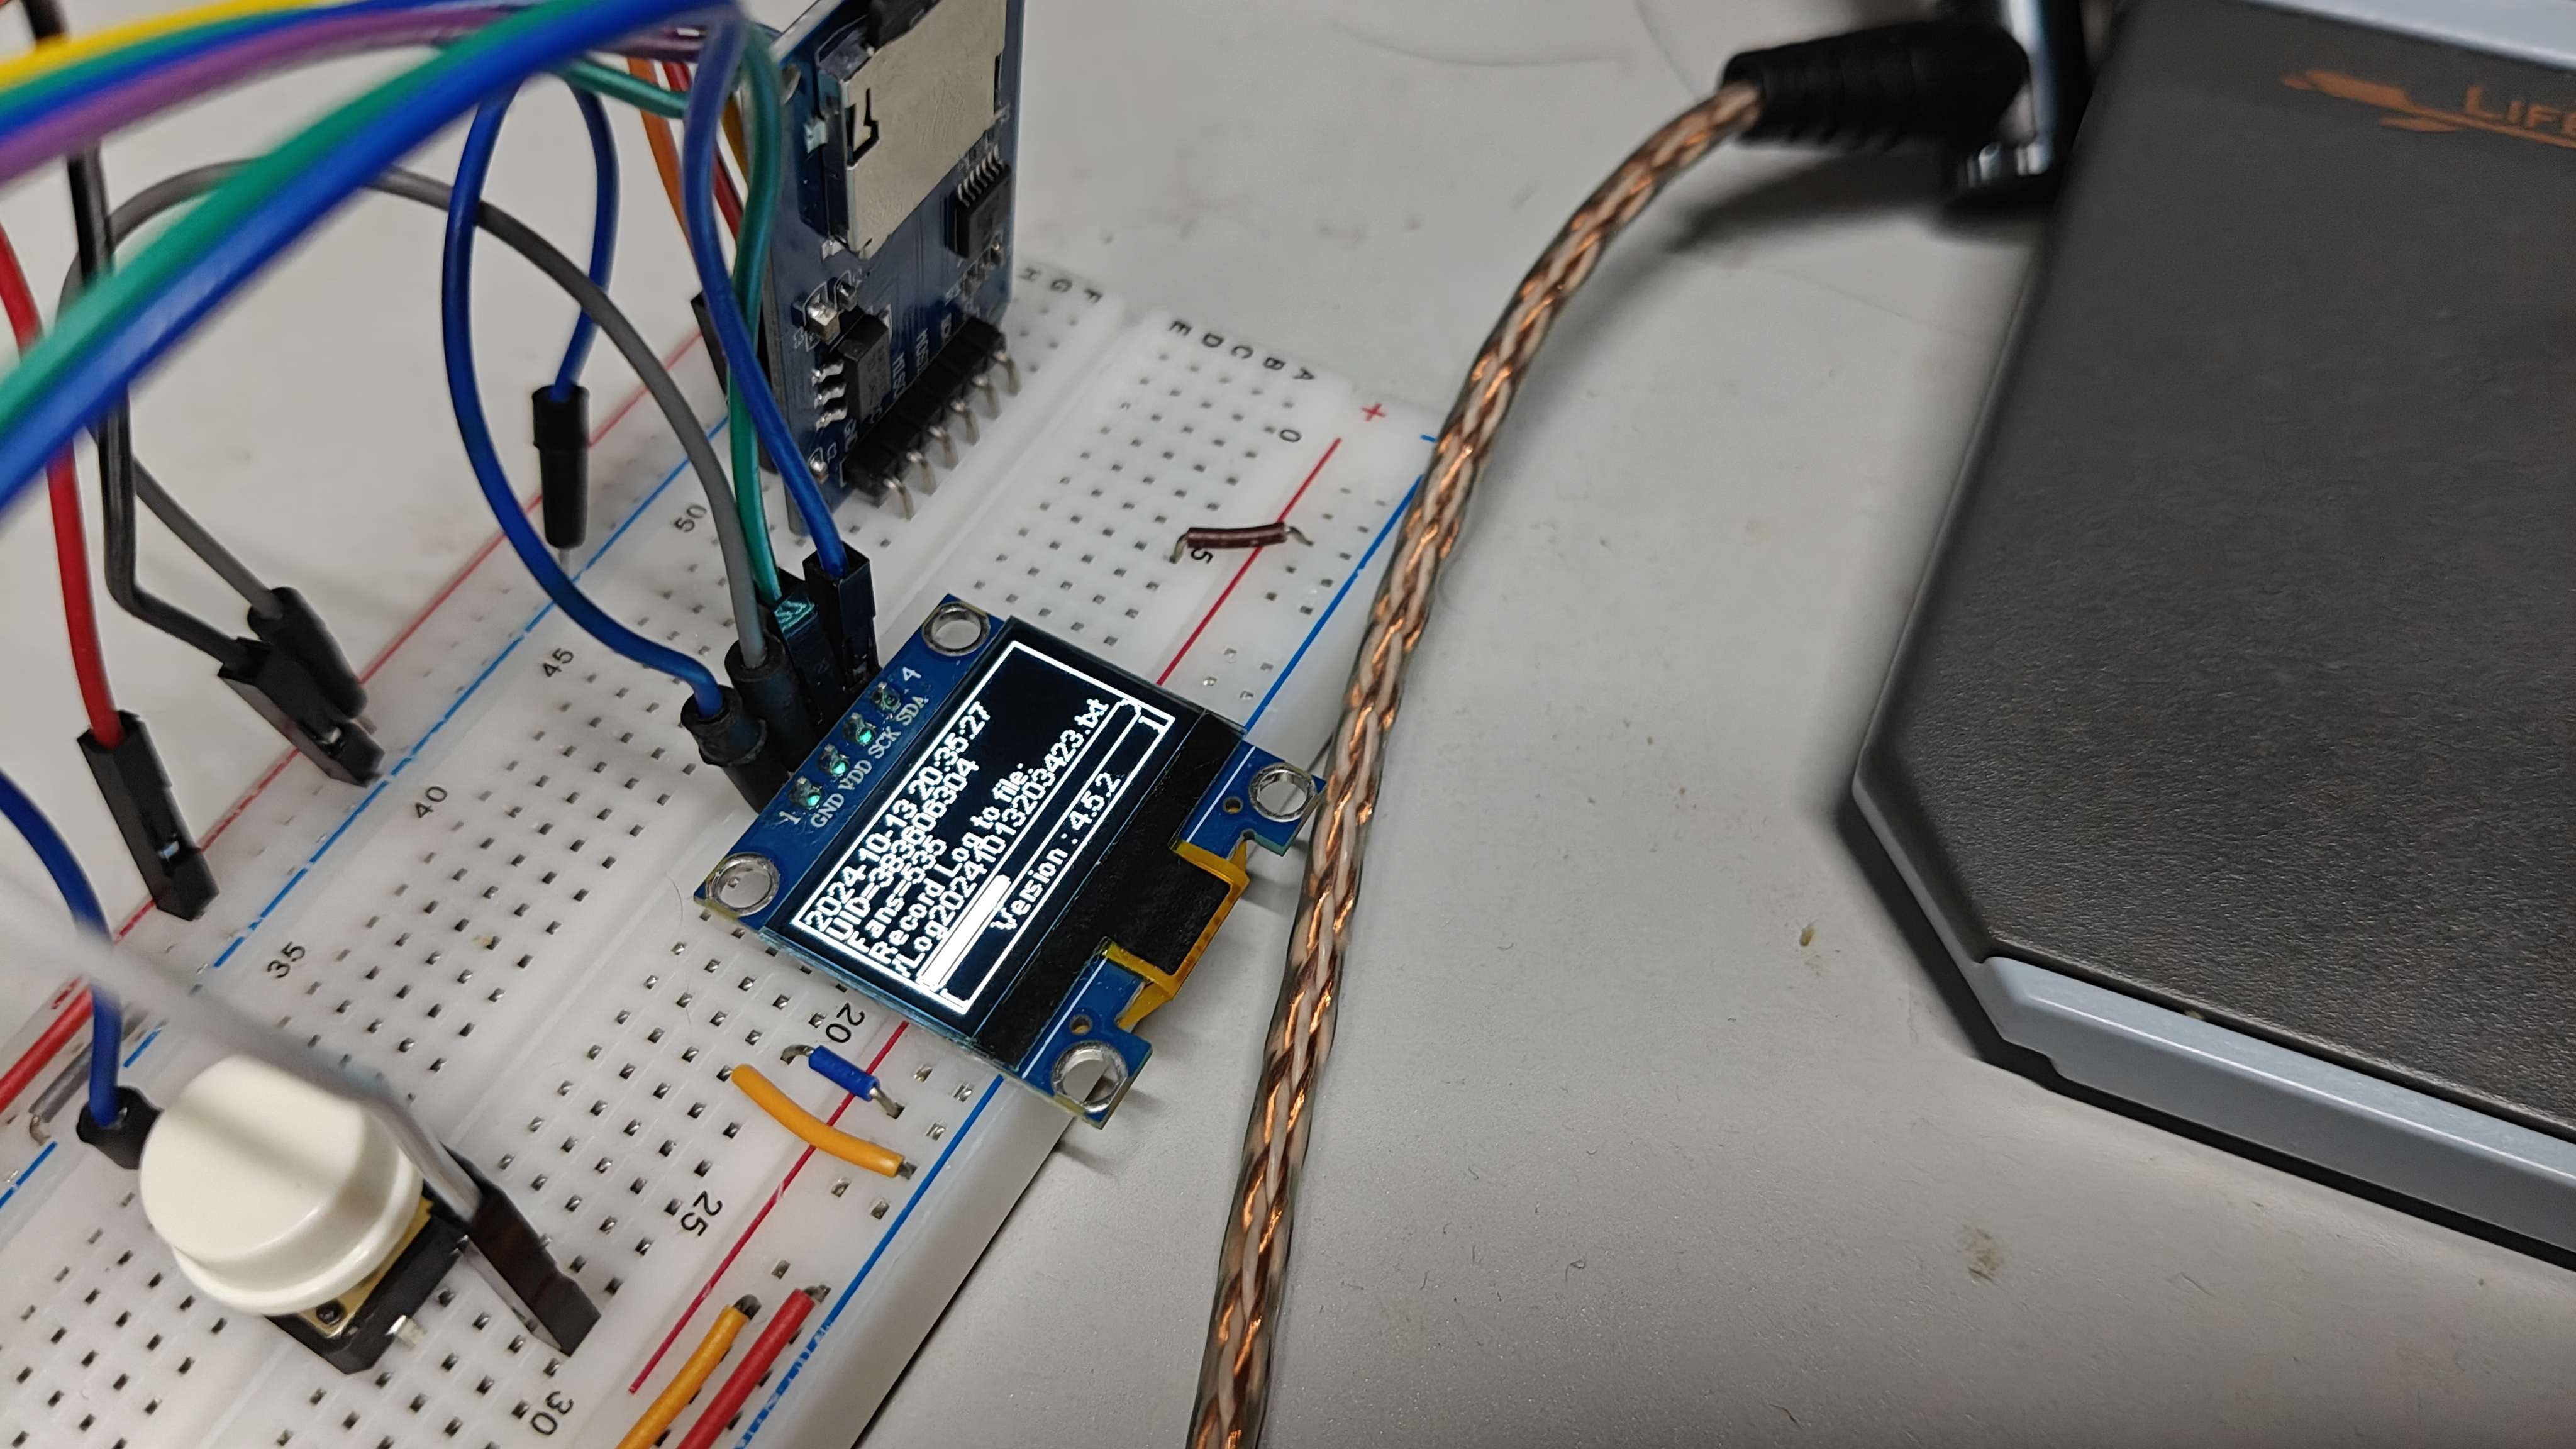 2024-10-13 20:35:27
UID=383606304
Fans=535
Record Log to file:
/Log20241013203423.txt
Version : 4.5.2
1
GND VDD SCK SDA
4
H G F
E D C B A
+
-
0
5
20
25
30
35
40
45
50